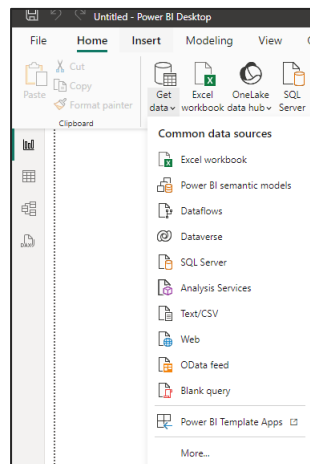 Untitled - Power BI Desktop
File Home Insert Modeling View
Paste
Cut
Copy
Format painter
Clipboard
Get data
Excel workbook
OneLake data hub
SQL Server
Common data sources
Excel workbook
Power BI semantic models
Dataflows
Dataverse
SQL Server
Analysis Services
Text/CSV
Web
OData feed
Blank query
Power BI Template Apps
More...